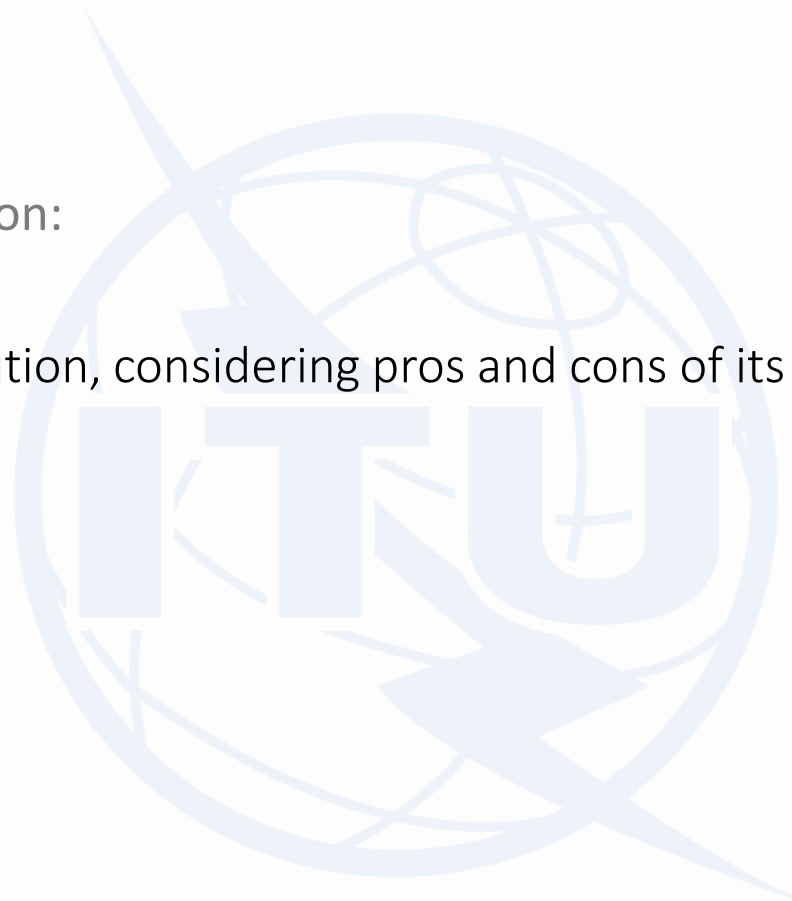 on:
tion, considering pros and cons of its
ITU